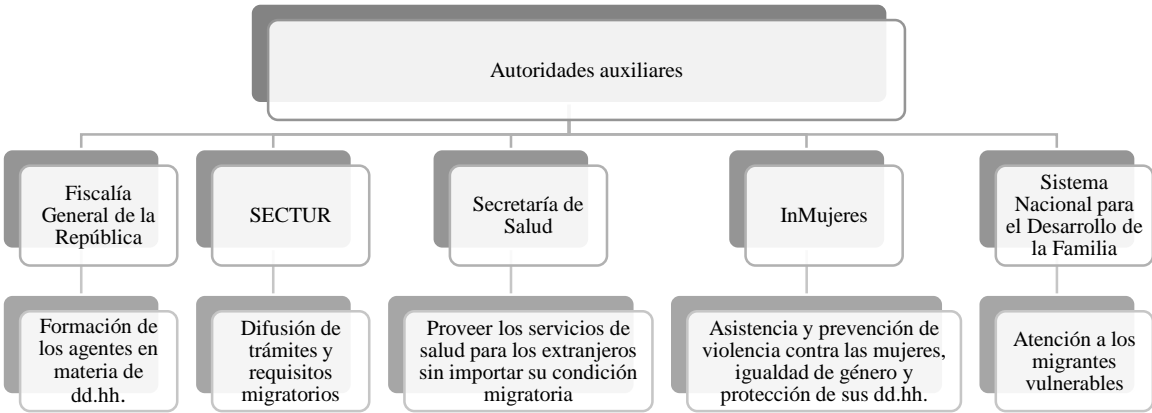 Autoridades auxiliares
Fiscalía
General de la
República
SECTUR
Secretaría de
Salud
InMujeres
Sistema
Nacional para
el Desarrollo de
la Familia
Formación de
los agentes en
materia de
dd.hh.
Difusión de
trámites y
requisitos
migratorios
Proveer los servicios de
salud para los extranjeros
sin importar su condición
migratoria
Asistencia y prevención de
violencia contra las mujeres,
igualdad de género y
protección de sus dd.hh.
Atención a los
migrantes
vulnerables